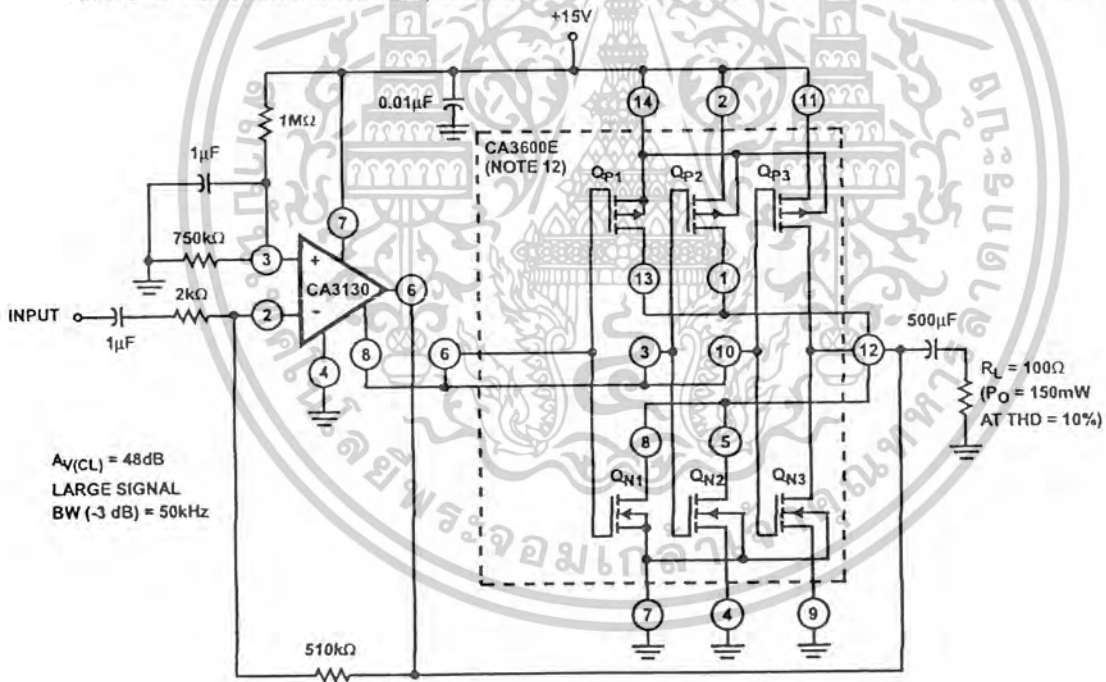 +15V
0.01μF
1MΩ
1μF
750kΩ
INPUT
1μF
2kΩ
3
2
+
-
CA3130
7
6
4
8
CA3600E
(NOTE 12)
14
2
11
QP1
QP2
QP3
13
1
6
3
10
12
8
5
QN1
QN2
QN3
7
4
9
500μF
RL = 100Ω
(PO = 150mW
AT THD = 10%)
AV(CL) = 48dB
LARGE SIGNAL
BW (-3 dB) = 50kHz
510kΩ